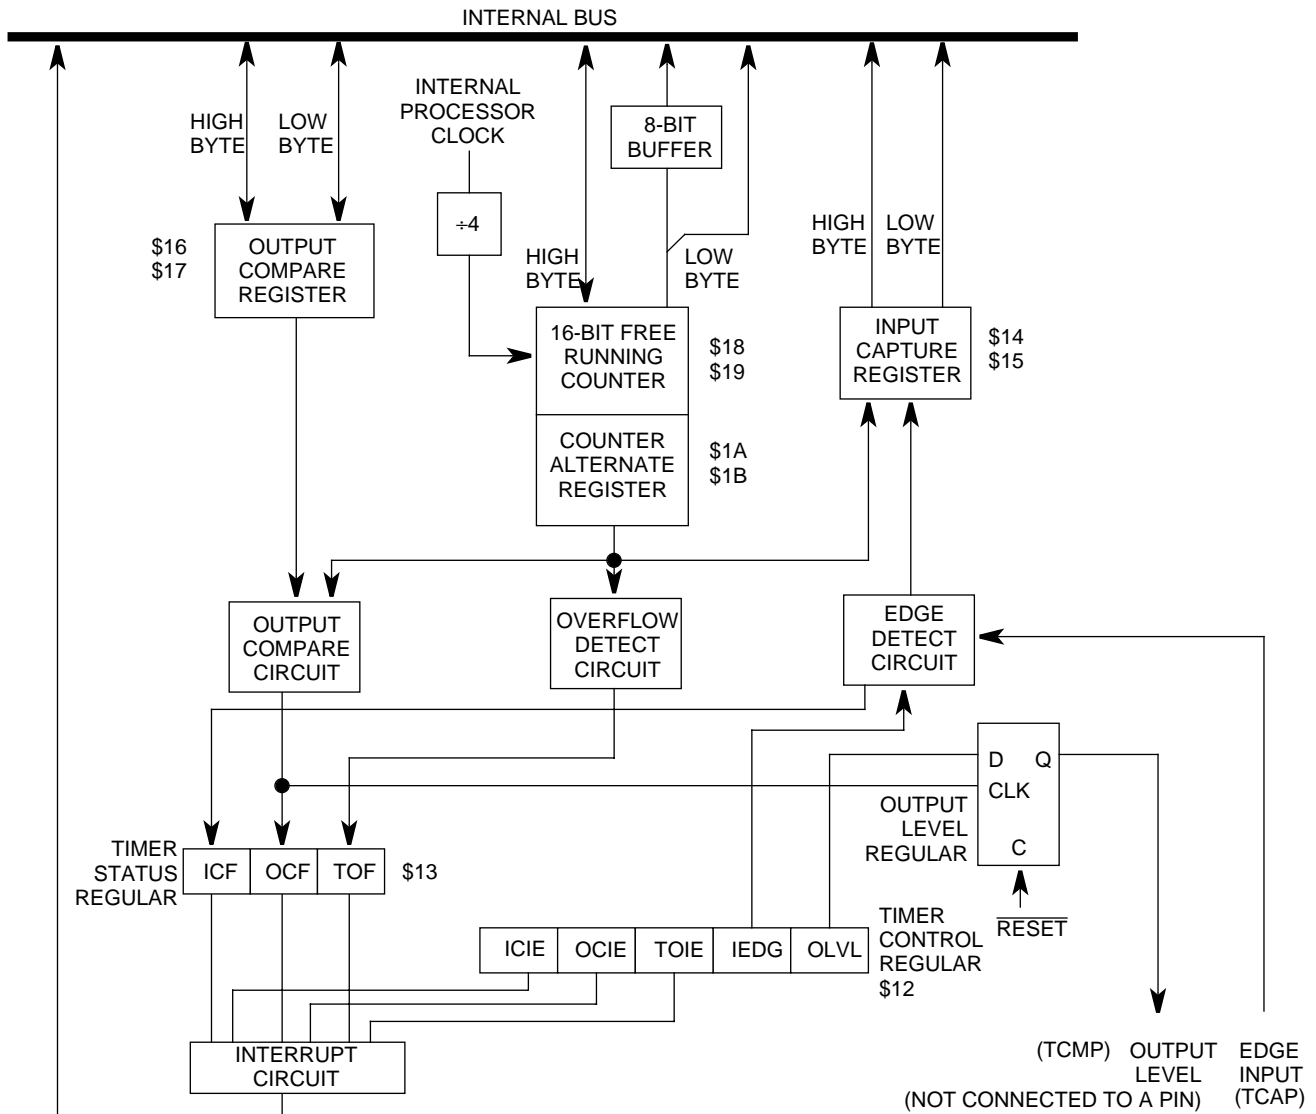 INTERNAL BUS
HIGH
BYTE
LOW
BYTE
INTERNAL
PROCESSOR
CLOCK
÷4
8-BIT
BUFFER
HIGH
BYTE
LOW
BYTE
HIGH
BYTE
LOW
BYTE
$16
$17
OUTPUT
COMPARE
REGISTER
16-BIT FREE
RUNNING
COUNTER
$18
$19
COUNTER
ALTERNATE
REGISTER
$1A
$1B
INPUT
CAPTURE
REGISTER
$14
$15
OUTPUT
COMPARE
CIRCUIT
OVERFLOW
DETECT
CIRCUIT
EDGE
DETECT
CIRCUIT
D Q
CLK
C
OUTPUT
LEVEL
REGULAR
RESET
TIMER
STATUS
REGULAR
ICF OCF TOF
$13
ICIE OCIE TOIE IEDG OLVL
TIMER
CONTROL
REGULAR
$12
INTERRUPT
CIRCUIT
(TCMP) OUTPUT
LEVEL
(NOT CONNECTED TO A PIN)
EDGE
INPUT
(TCAP)